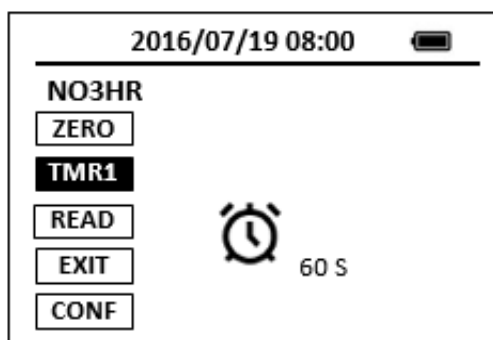 2016/07/19 08:00
NO3HR
ZERO
TMR1
READ
EXIT
60 S
CONF